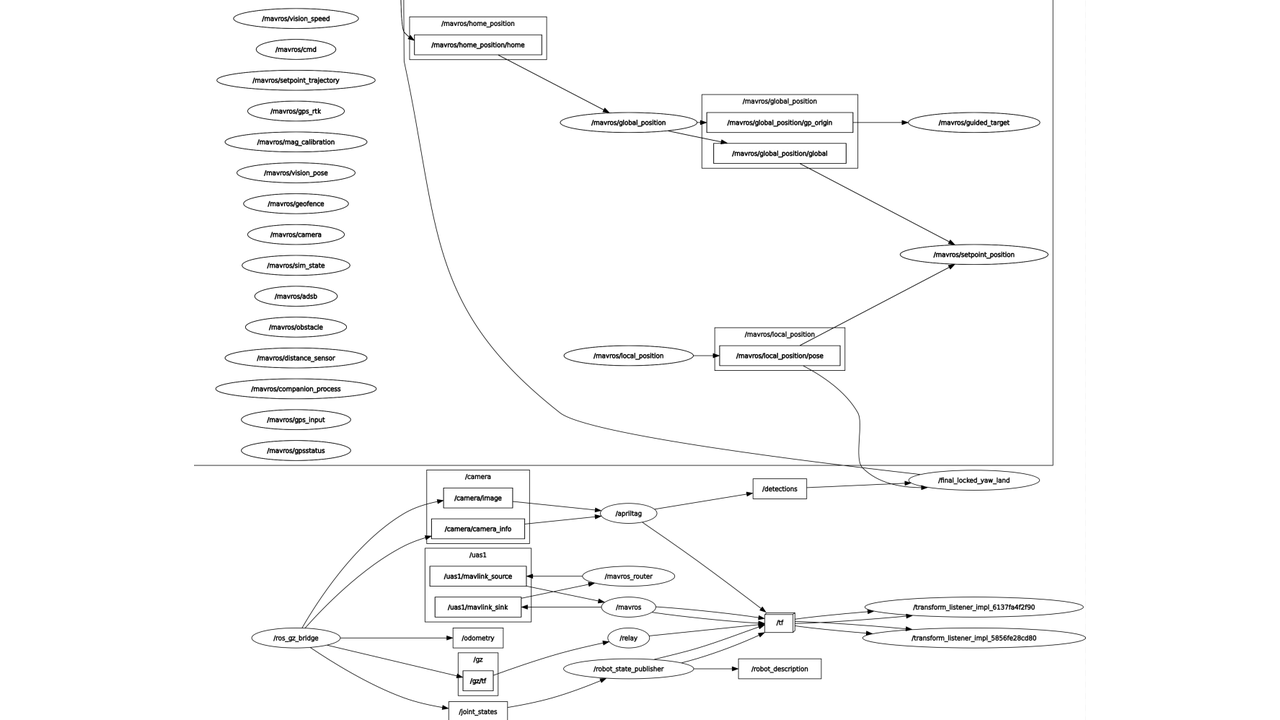 /mavros/vision_speed
/mavros/cmd
/mavros/setpoint_trajectory
/mavros/gps_rtk
/mavros/mag_calibration
/mavros/vision_pose
/mavros/geofence
/mavros/camera
/mavros/sim_state
/mavros/adsb
/mavros/obstacle
/mavros/distance_sensor
/mavros/companion_process
/mavros/gps_input
/mavros/gpsstatus
/mavros/home_position
/mavros/home_position/home
/mavros/global_position
/mavros/global_position
/mavros/global_position/gp_origin
/mavros/global_position/global
/mavros/guided_target
/mavros/setpoint_position
/mavros/local_position
/mavros/local_position
/mavros/local_position/pose
/final_locked_yaw_land
/camera
/camera/image
/camera/camera_info
/apriltag
/detections
/uas1
/uas1/mavlink_source
/uas1/mavlink_sink
/mavros_router
/mavros
/tf
/transform_listener_impl_6137fa4f2f90
/transform_listener_impl_5856fe28cd80
/ros_gz_bridge
/odometry
/relay
/gz
/gz/tf
/robot_state_publisher
/robot_description
/joint_states